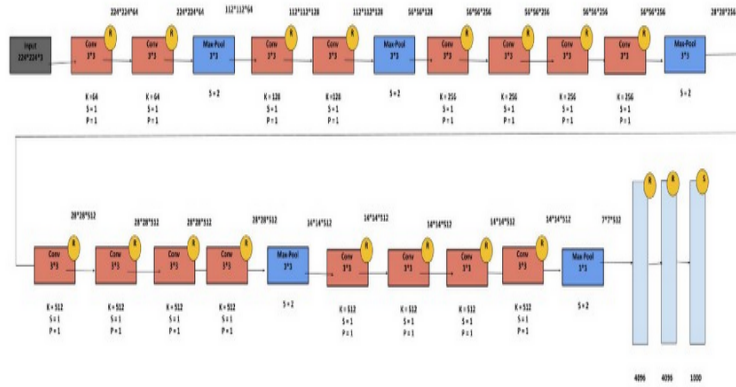 224*224*64 224*224*64 112*112*64 112*112*128 112*112*128 56*56*128 56*56*256 56*56*256 56*56*256 56*56*256 28*28*256
R R R R R R R R
Input Conv Conv Max-Pool Conv Conv Max-Pool Conv Conv Conv Conv Max-Pool
224*224*3 3*3 3*3 3*3 3*3 3*3 3*3 3*3 3*3 3*3 3*3 3*3
K =64 K = 64 S = 2 K = 128 K =128 S = 2 K = 256 K = 256 K = 256 K = 256 S = 2
S = 1 S = 1 S = 1 S = 1 S = 1 S = 1 S = 1 S = 1
P = 1 P = 1 P = 1 P = 1 P = 1 P = 1 P = 1 P = 1
R R S
28*28*512 28*28*512 28*28*512 28*28*512 14*14*512 14*14*512 14*14*512 14*14*512 14*14*512 7*7*512
R R R R R R R R
Conv Conv Conv Conv Max-Pool Conv Conv Conv Conv Max-Pool
3*3 3*3 3*3 3*3 3*3 3*3 3*3 3*3 3*3 3*3
K = 512 K = 512 K = 512 K = 512 S = 2 K = 512 K = 512 K = 512 K = 512 S = 2
S = 1 S = 1 S = 1 S = 1 S = 1 S = 1 S = 1 S = 1
P = 1 P = 1 P = 1 P = 1 P = 1 P = 1 P = 1 P = 1
4896 4096 1000